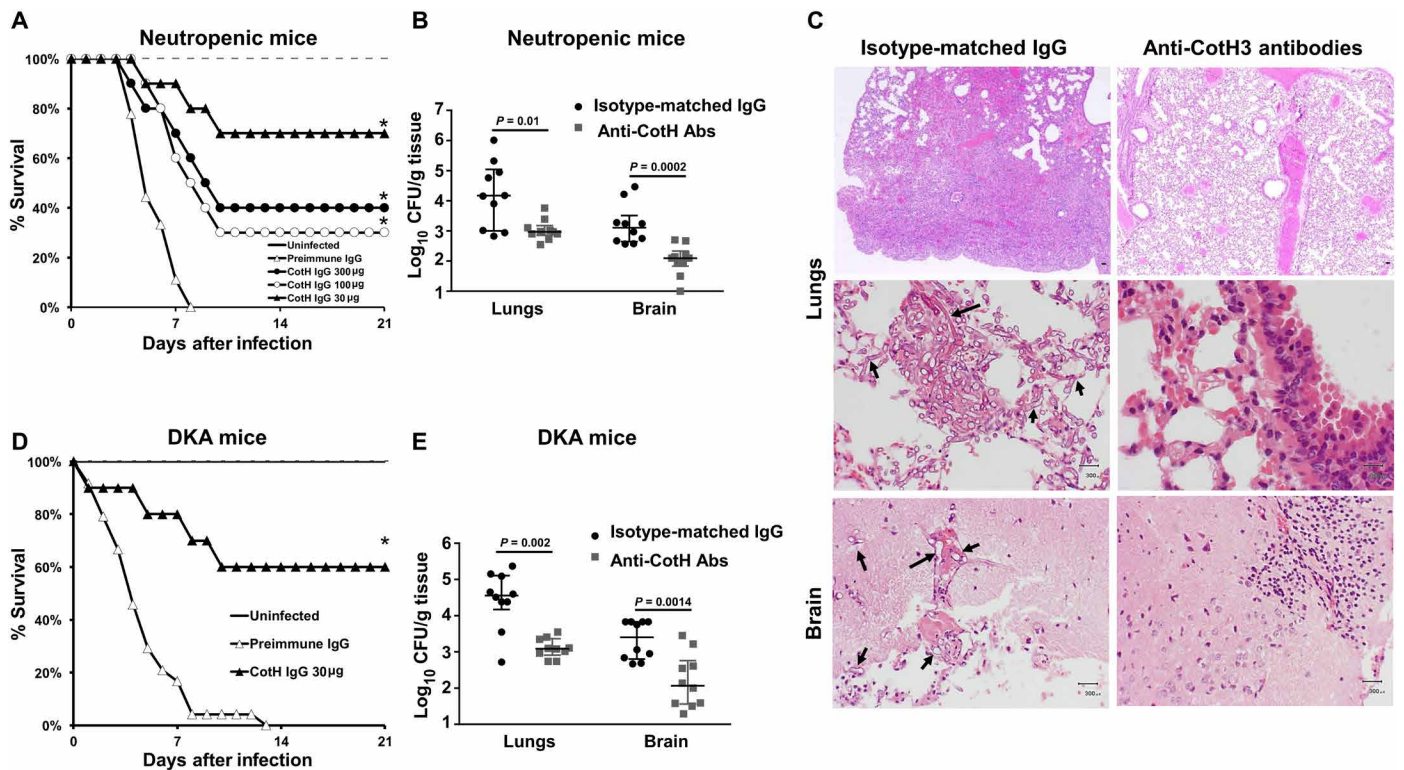 A
Neutropenic mice
% Survival
100%
80%
60%
40%
20%
0%
*
*
*
Uninfected
Preimmune IgG
CotH IgG 300µg
CotH IgG 100µg
CotH IgG 30µg
0
7
14
21
Days after infection
B
Neutropenic mice
Log10 CFU/g tissue
7
6
5
4
3
2
1
Isotype-matched IgG
Anti-CotH Abs
P = 0.01
P = 0.0002
Lungs
Brain
C
Isotype-matched IgG
Anti-CotH3 antibodies
Lungs
300
Brain
D
DKA mice
% Survival
100%
80%
60%
40%
20%
0%
*
Uninfected
Preimmune IgG
CotH IgG 30µg
0
7
14
21
Days after infection
E
DKA mice
Log10 CFU/g tissue
6
5
4
3
2
1
Isotype-matched IgG
Anti-CotH Abs
P = 0.002
P = 0.0014
Lungs
Brain